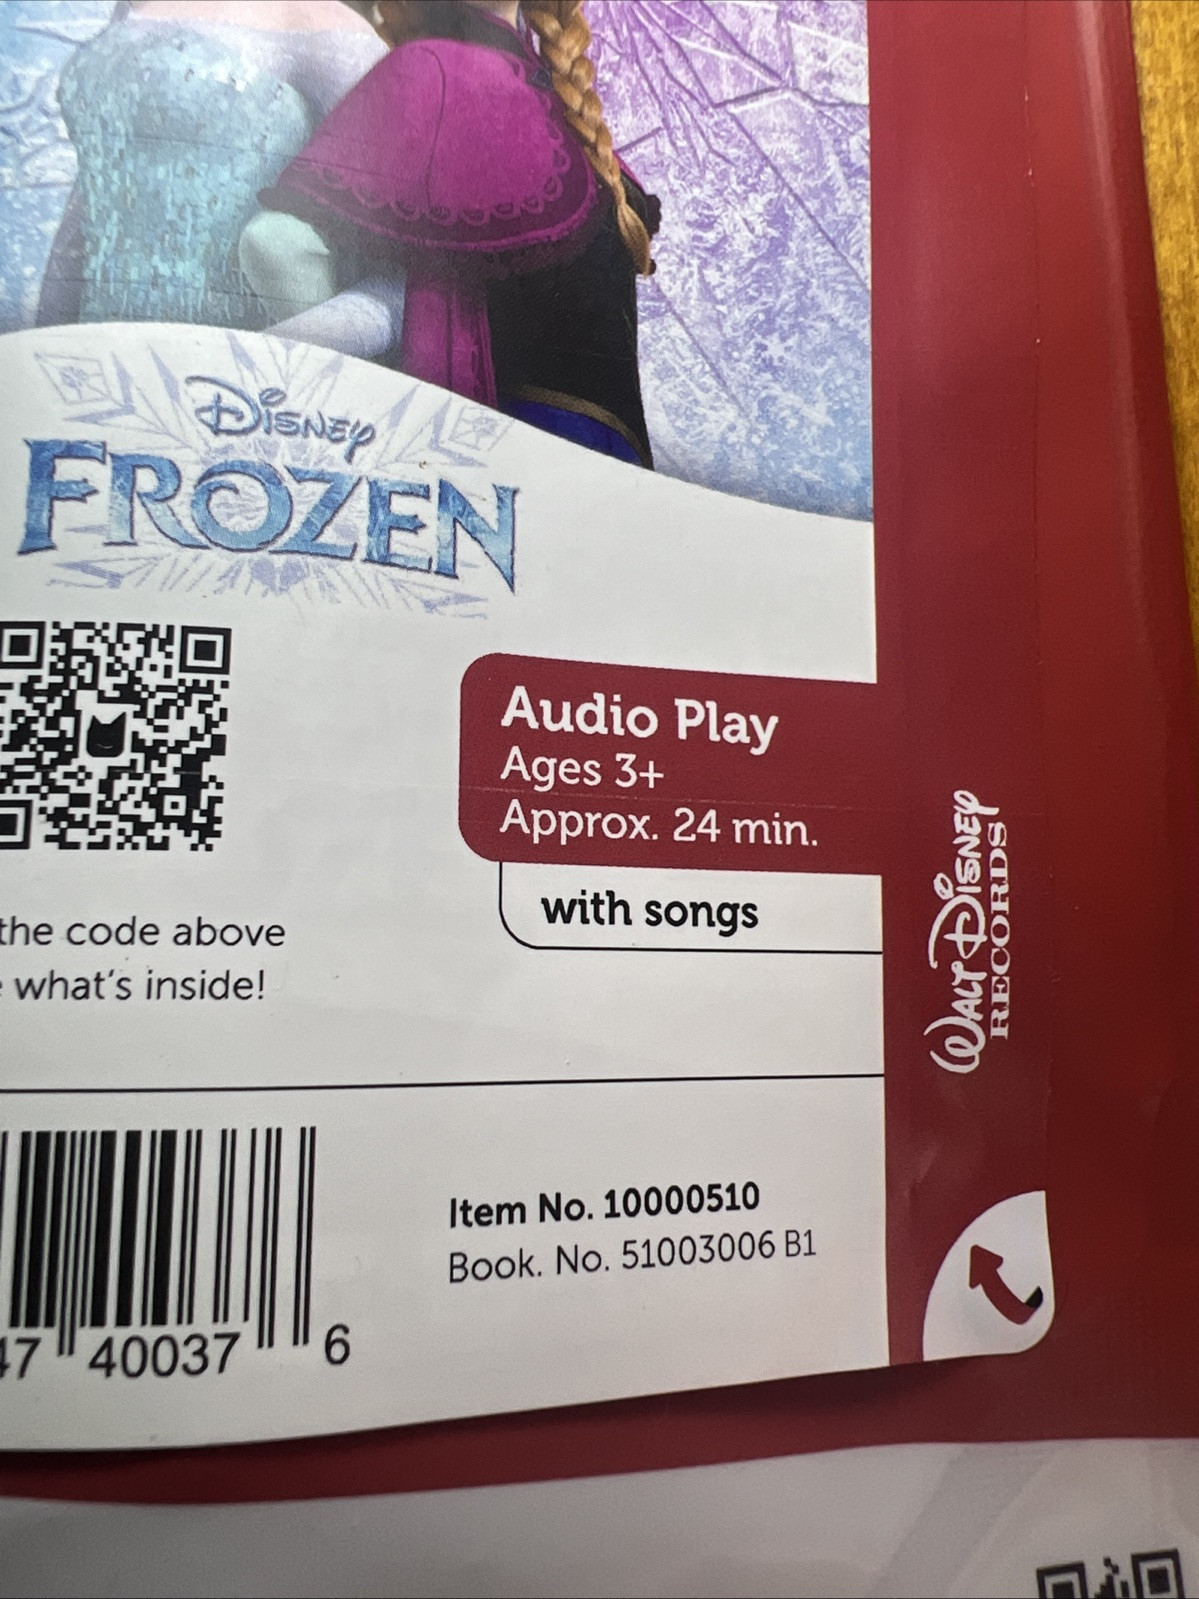 Disney
FROZEN
Audio Play
Ages 3+
Approx. 24 min.
with songs
the code above
what's inside!
WALT DISNEY
RECORDS
Item No. 10000510
Book. No. 51003006 B1
47 40037 6